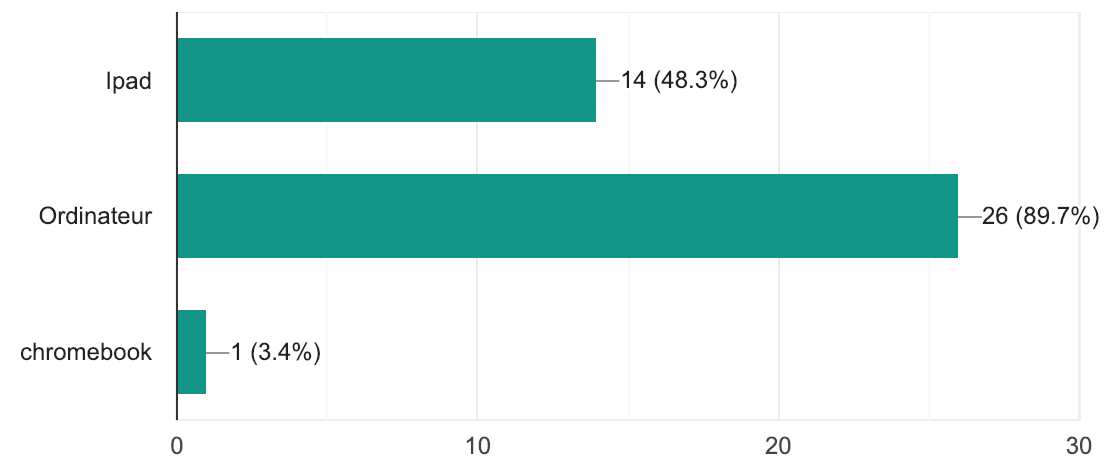 Ipad
14 (48.3%)
Ordinateur
26 (89.7%)
chromebook
1 (3.4%)
0 10 20 30